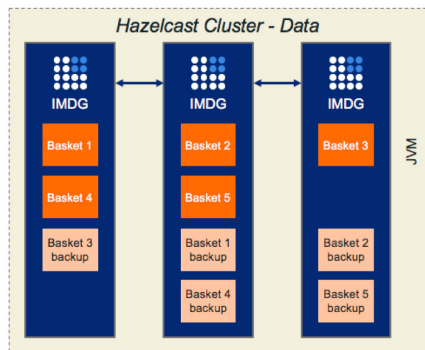 Hazelcast Cluster - Data
IMDG
IMDG
IMDG
Basket 1
Basket 2
Basket 3
Basket 4
Basket 5
Basket 3
backup
Basket 1
backup
Basket 2
backup
Basket 4
backup
Basket 5
backup
JVM